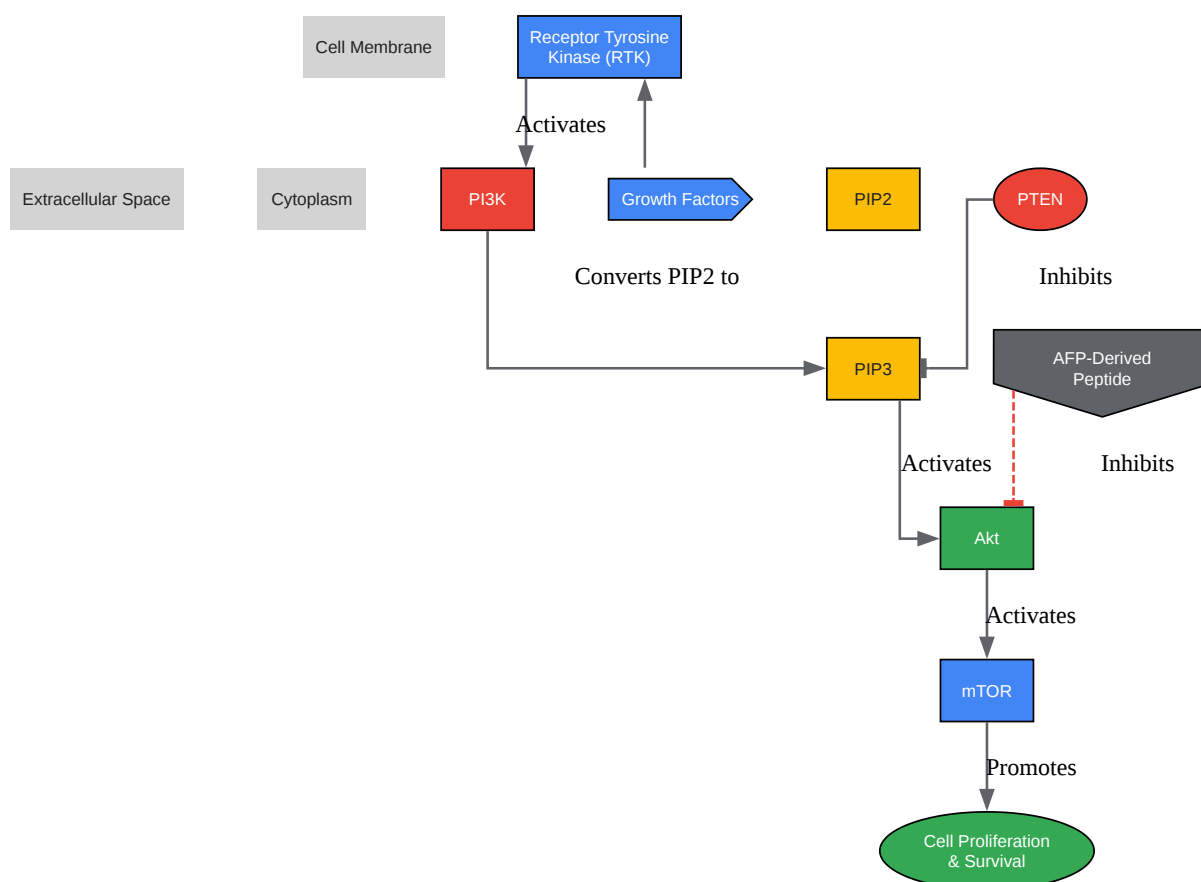 Cell Membrane
Receptor Tyrosine
Kinase (RTK)
Activates
Extracellular Space
Cytoplasm
PI3K
Growth Factors
PIP2
PTEN
Converts PIP2 to
Inhibits
PIP3
AFP-Derived
Peptide
Activates
Inhibits
Akt
Activates
mTOR
Promotes
Cell Proliferation
& Survival